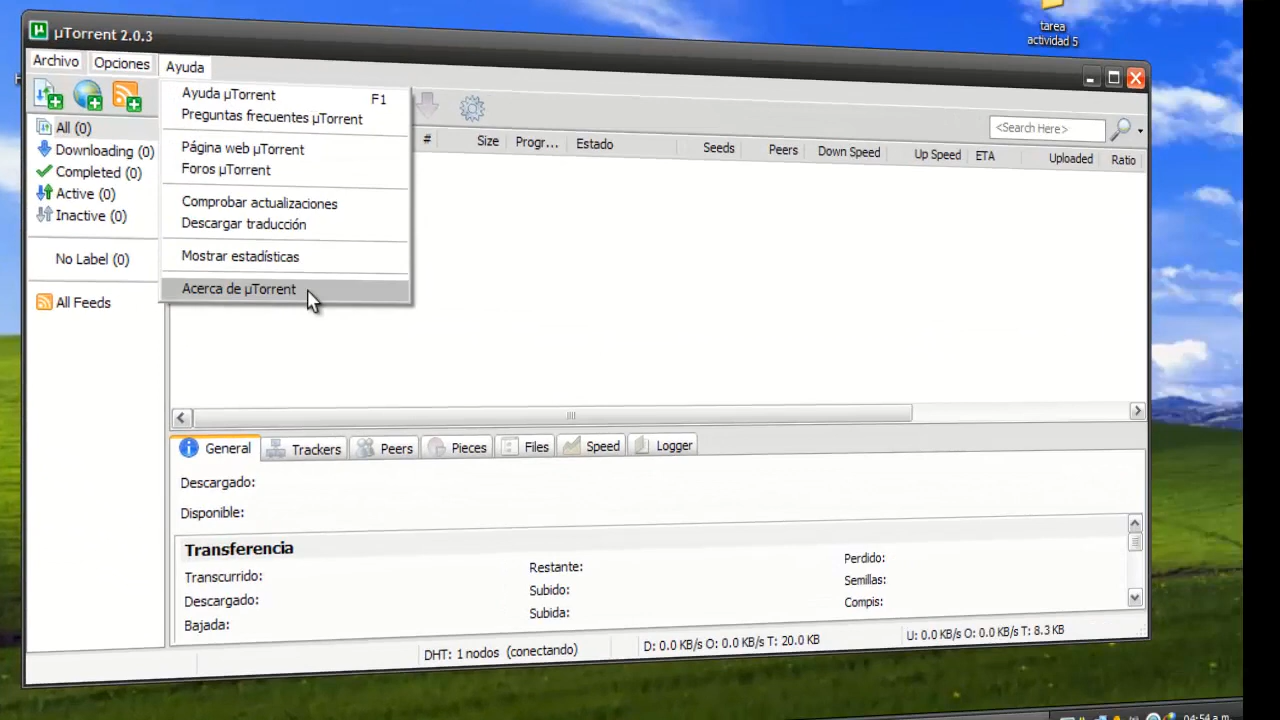 tarea
actividad 5
µTorrent 2.0.3
Archivo Opciones Ayuda
Ayuda µTorrent F1
Preguntas frecuentes µTorrent
Página web µTorrent
Foros µTorrent
Comprobar actualizaciones
Descargar traducción
Mostrar estadísticas
Acerca de µTorrent
<Search Here>
All (0)
Downloading (0)
Completed (0)
Active (0)
Inactive (0)
No Label (0)
All Feeds
# Size Progr... Estado Seeds Peers Down Speed Up Speed ETA Uploaded Ratio
General Trackers Peers Pieces Files Speed Logger
Descargado:
Disponible:
Transferencia
Transcurrido: Restante: Perdido:
Descargado: Subido: Semillas:
Bajada: Subida: Compis:
DHT: 1 nodos (conectando) D: 0.0 KB/s O: 0.0 KB/s T: 20.0 KB U: 0.0 KB/s O: 0.0 KB/s T: 8.3 KB
04:54 a.m.